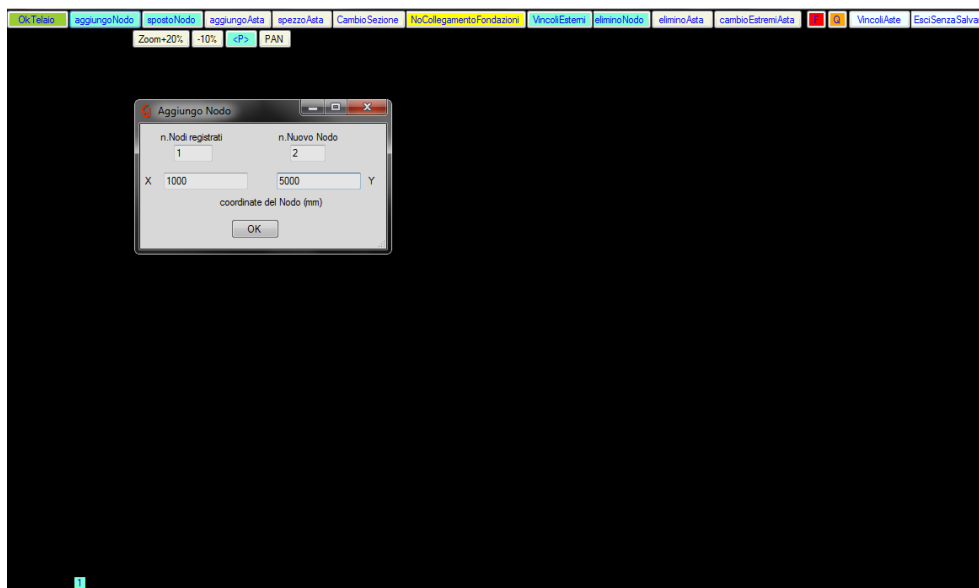 OkTelaio aggiungoNodo spostoNodo aggiungoAsta spezzoAsta CambioSezione NoCollegamentoFondazioni VincoliEsterni eliminoNodo eliminoAsta cambioEstremiAsta F Q VincoliAste EsciSenzaSalva
Zoom+20% -10% <P> PAN
Aggiungo Nodo
n.Nodi registrati n.Nuovo Nodo
1 2
X 1000 5000 Y
coordinate del Nodo (mm)
OK
1